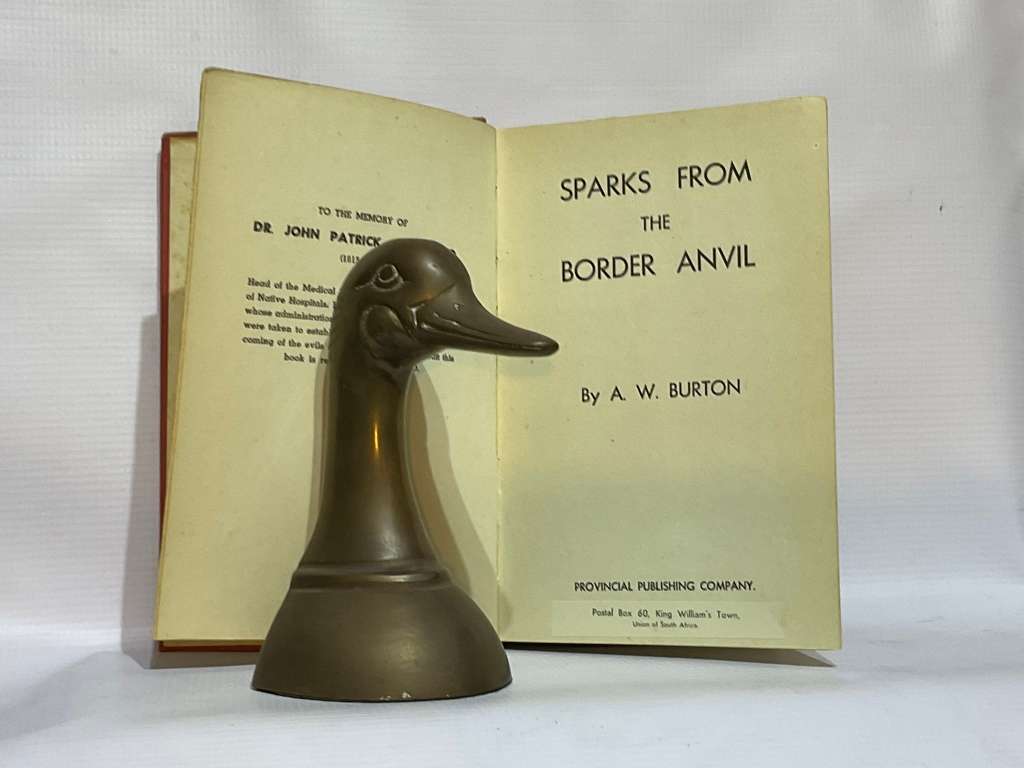 TO THE MEMORY OF
DR. JOHN PATRICK
Head of the Medical
of Native Hospitals,
whose administration
were taken to
coming of the evils
book is
this
SPARKS FROM
THE
BORDER ANVIL
By A. W. BURTON
PROVINCIAL PUBLISHING COMPANY.
Postal Box 60, King William's Town,
Union of South Africa.